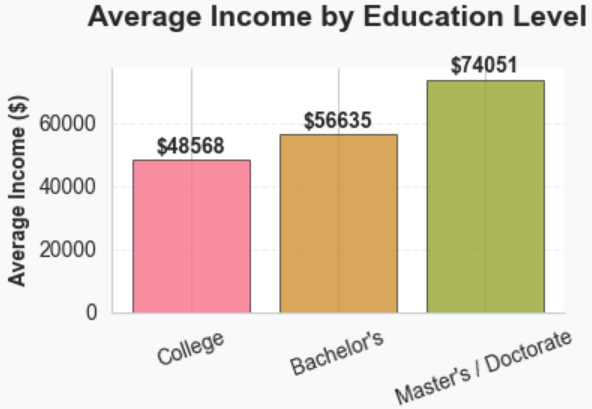 Average Income by Education Level
Average Income ($)
60000
40000
20000
0
$48568
$56635
$74051
College
Bachelor's
Master's / Doctorate